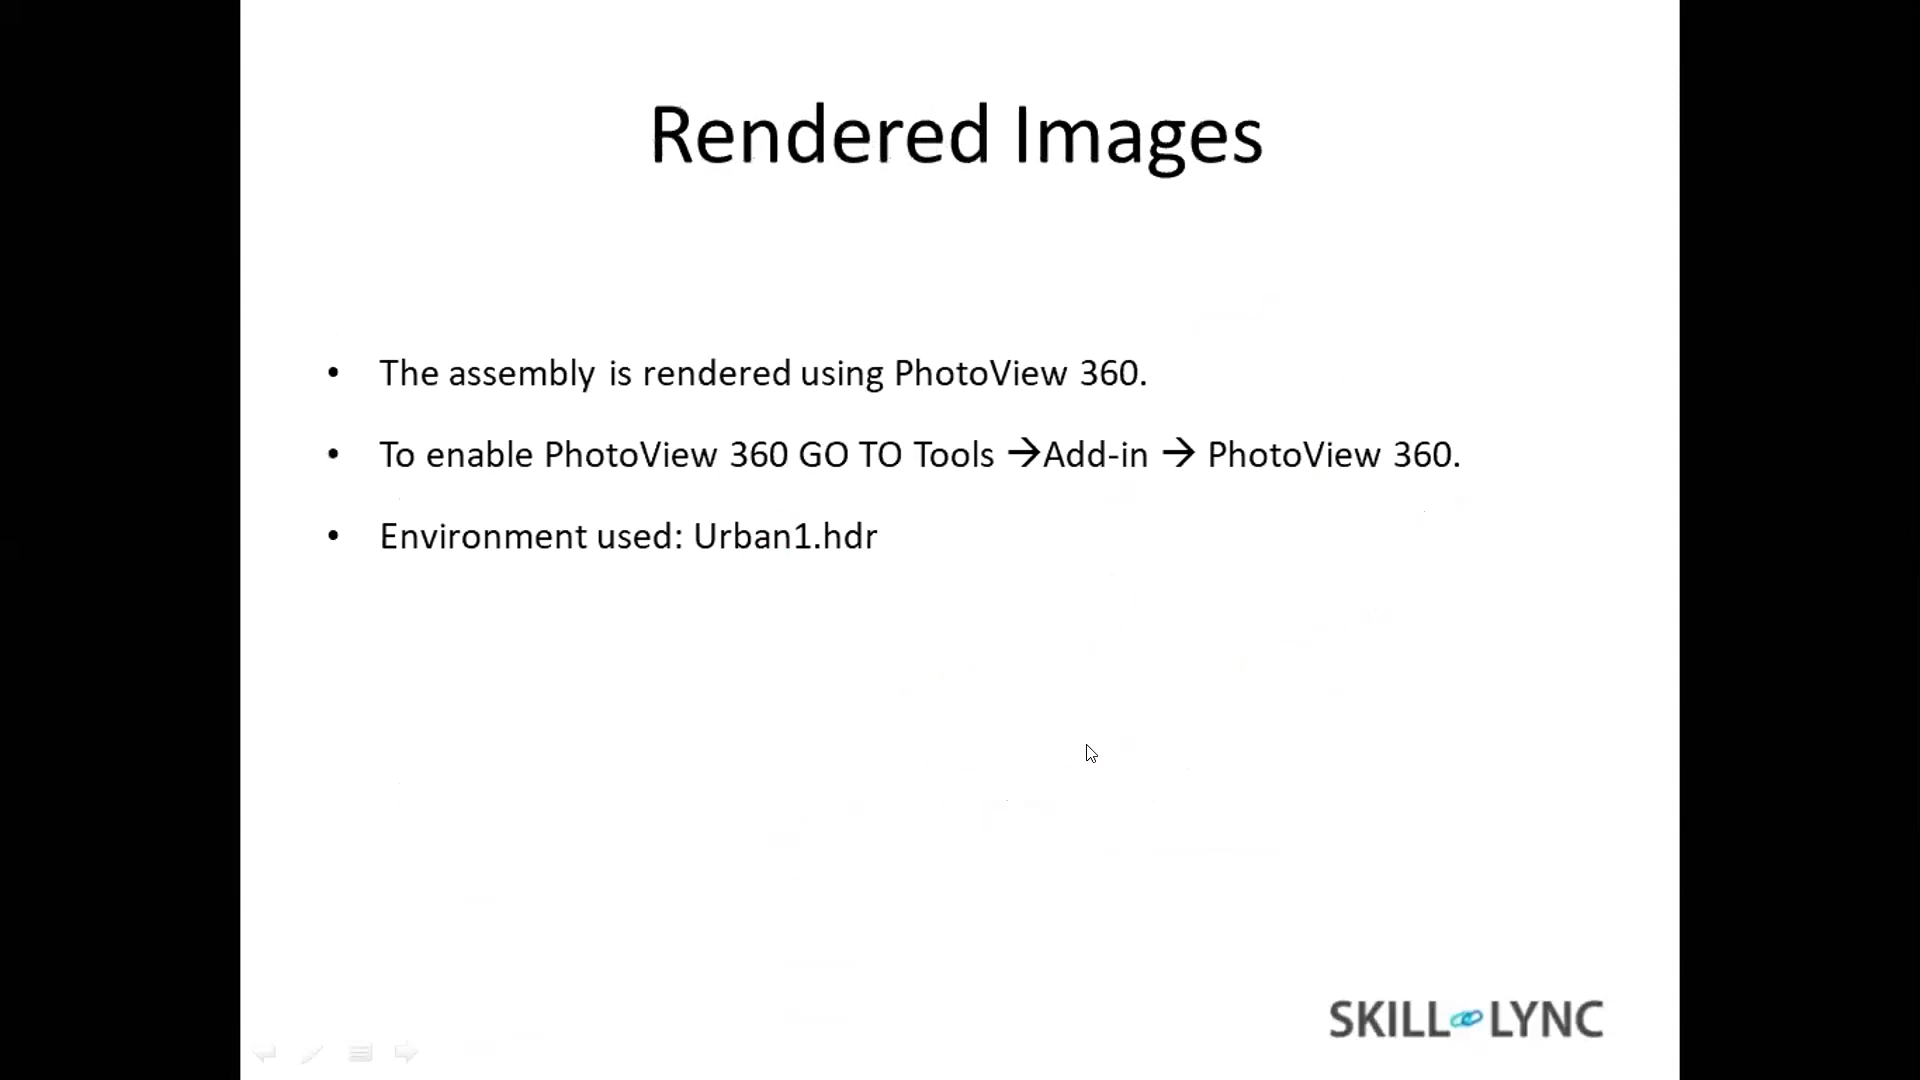 Rendered Images
• The assembly is rendered using PhotoView 360.
• To enable PhotoView 360 GO TO Tools →Add-in → PhotoView 360.
• Environment used: Urban1.hdr
SKILL LYNC